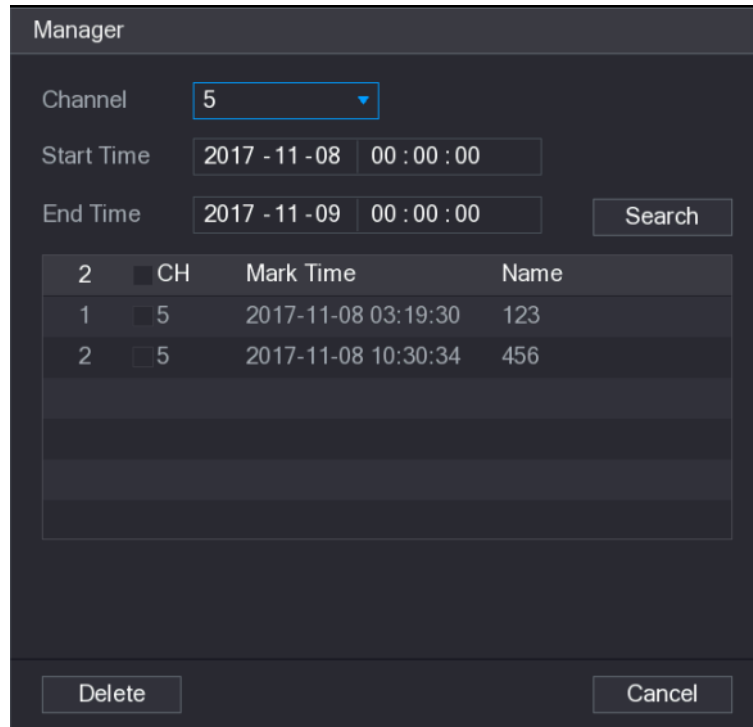 Manager
Channel 5
Start Time 2017 - 11 - 08 00 : 00 : 00
End Time 2017 - 11 - 09 00 : 00 : 00 Search
2 CH Mark Time Name
1 5 2017-11-08 03:19:30 123
2 5 2017-11-08 10:30:34 456
Delete Cancel